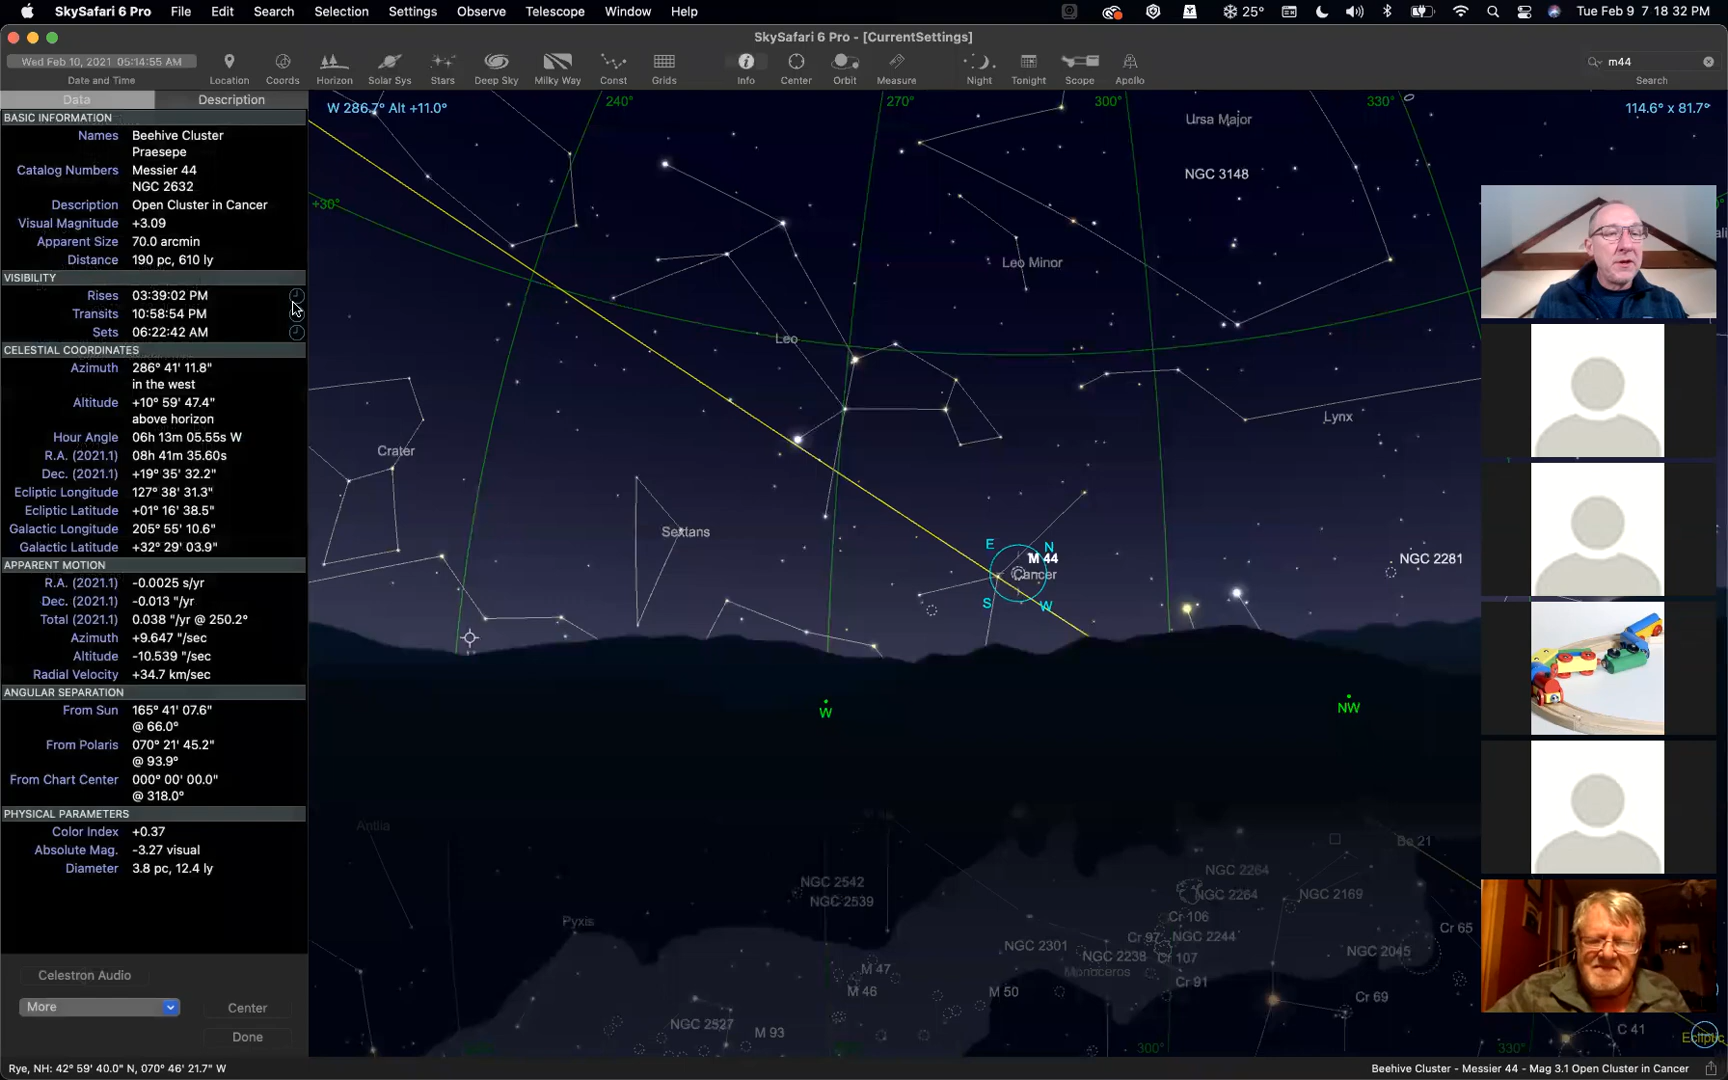 SkySafari 6 Pro File Edit Search Selection Settings Observe Telescope Window Help 25° Tue Feb 9 7 18 32 PM
SkySafari 6 Pro - [CurrentSettings]
Wed Feb 10, 2021 05:14:55 AM
Date and Time Location Coords Horizon Solar Sys Stars Deep Sky Milky Way Const Grids Info Center Orbit Measure Night Tonight Scope Apollo
m44
Search
Data Description
BASIC INFORMATION
Names Beehive Cluster
Praesepe
Catalog Numbers Messier 44
NGC 2632
Description Open Cluster in Cancer
Visual Magnitude +3.09
Apparent Size 70.0 arcmin
Distance 190 pc, 610 ly
VISIBILITY
Rises 03:39:02 PM
Transits 10:58:54 PM
Sets 06:22:42 AM
CELESTIAL COORDINATES
Azimuth 286° 41' 11.8"
in the west
Altitude +10° 59' 47.4"
above horizon
Hour Angle 06h 13m 05.55s W
R.A. (2021.1) 08h 41m 35.60s
Dec. (2021.1) +19° 35' 32.2"
Ecliptic Longitude 127° 38' 31.3"
Ecliptic Latitude +01° 16' 38.5"
Galactic Longitude 205° 55' 10.6"
Galactic Latitude +32° 29' 03.9"
APPARENT MOTION
R.A. (2021.1) -0.0025 s/yr
Dec. (2021.1) -0.013 "/yr
Total (2021.1) 0.038 "/yr @ 250.2°
Azimuth +9.647 "/sec
Altitude -10.539 "/sec
Radial Velocity +34.7 km/sec
ANGULAR SEPARATION
From Sun 165° 41' 07.6"
@ 66.0°
From Polaris 070° 21' 45.2"
@ 93.9°
From Chart Center 000° 00' 00.0"
@ 318.0°
PHYSICAL PARAMETERS
Color Index +0.37
Absolute Mag. -3.27 visual
Diameter 3.8 pc, 12.4 ly
Celestron Audio
More Center
Done
W 286.7° Alt +11.0°
240° 270° 300° 330°
114.6° x 81.7°
Ursa Major
NGC 3148
+30°
Leo Minor
Leo
Lynx
Crater
Sextans
E N
M 44
Cancer
S W
NGC 2281
W NW
Antlia
Be 21
NGC 2542
NGC 2539
NGC 2264
NGC 2264
NGC 2169
Pyxis
Cr 106
Cr 97 NGC 2244
Cr 65
NGC 2301
NGC 2238 Cr 107
NGC 2045
Monoceros
M 47
Cr 91
M 46
M 50
Cr 69
NGC 2527
M 93
C 41
Ecliptic
300° 330°
Rye, NH: 42° 59' 40.0" N, 070° 46' 21.7" W
Beehive Cluster - Messier 44 - Mag 3.1 Open Cluster in Cancer